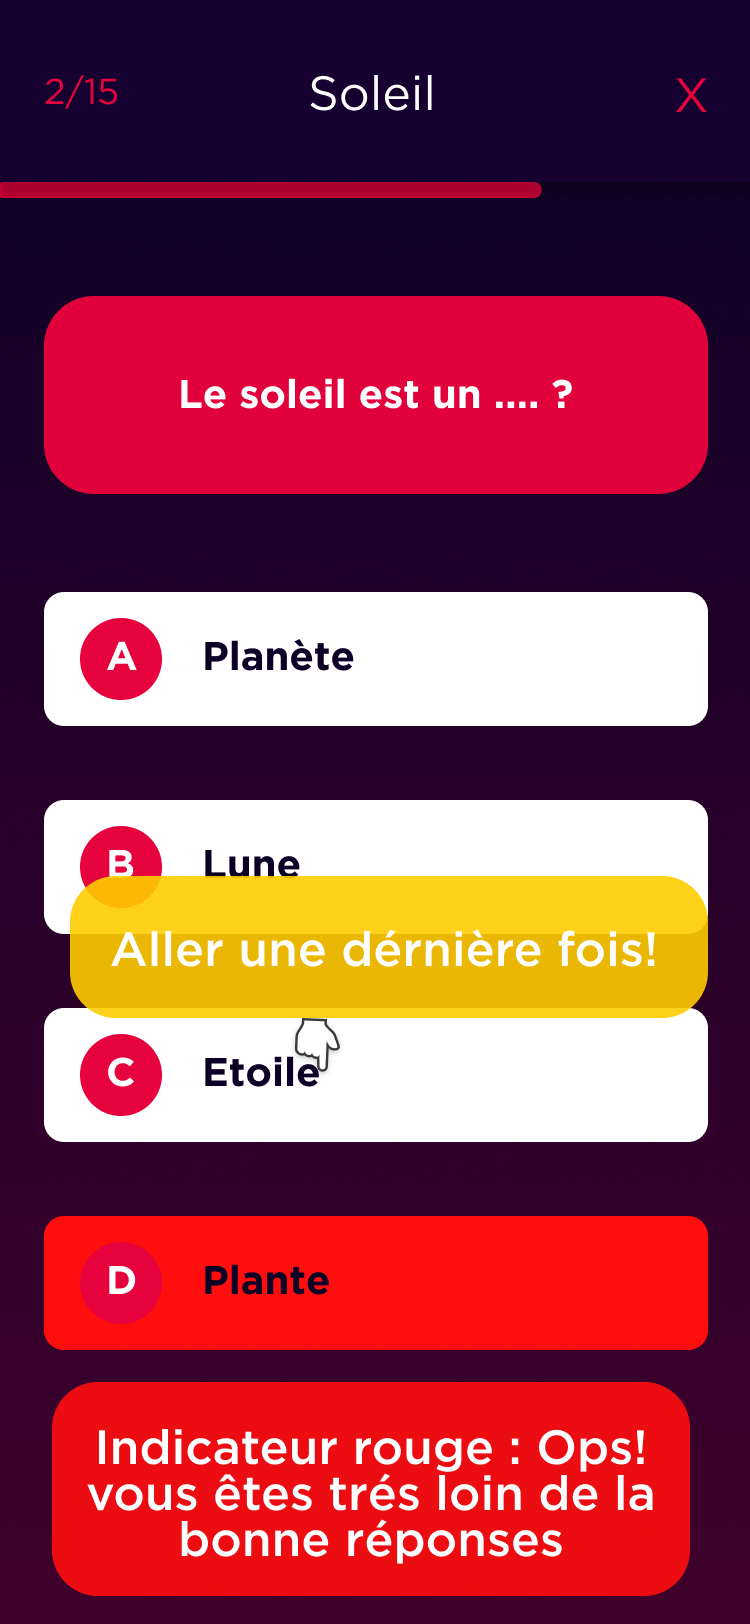 2/15
Soleil
X
Le soleil est un .... ?
A
Planète
B
Lune
Aller une dérnière fois!
C
Etoile
D
Plante
Indicateur rouge : Ops!
vous êtes trés loin de la
bonne réponses